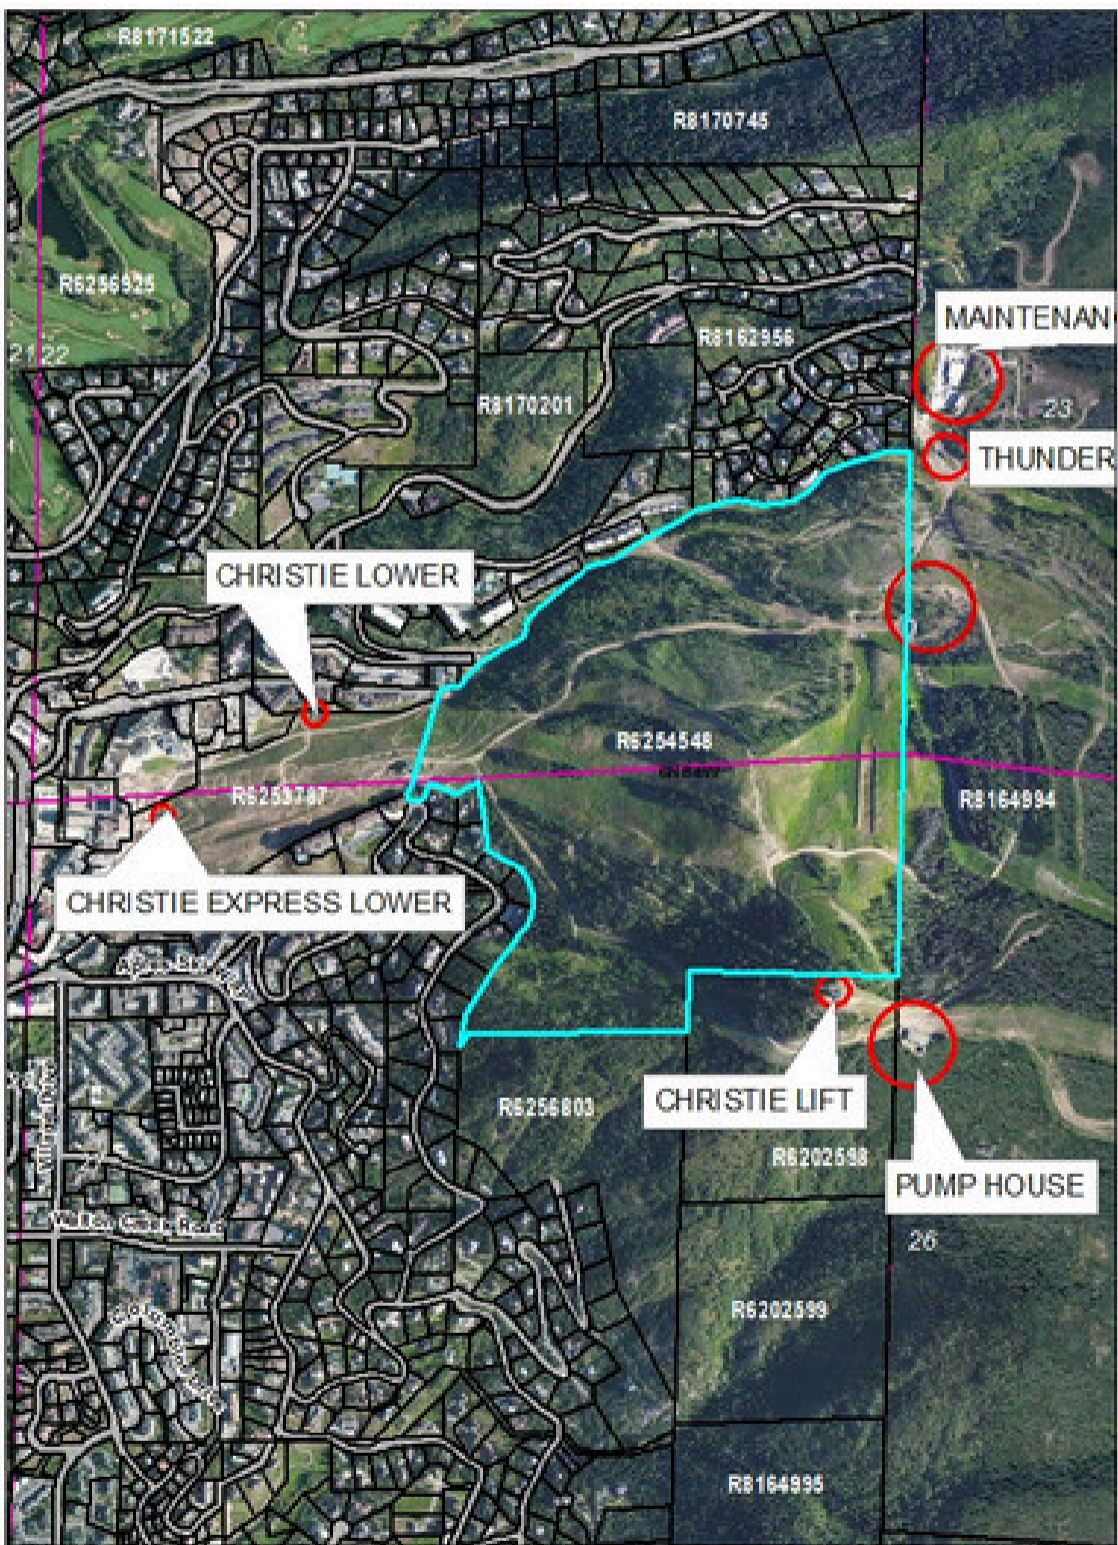 R8171522
R8170745
R6256925
21 22
MAINTENAN
R8162956
R8170201
23
THUNDER
CHRISTIE LOWER
R6254548
R8164994
CHRISTIE EXPRESS LOWER
CHRISTIE LIFT
R6256803
R6202598
PUMP HOUSE
26
R6202599
R8164995